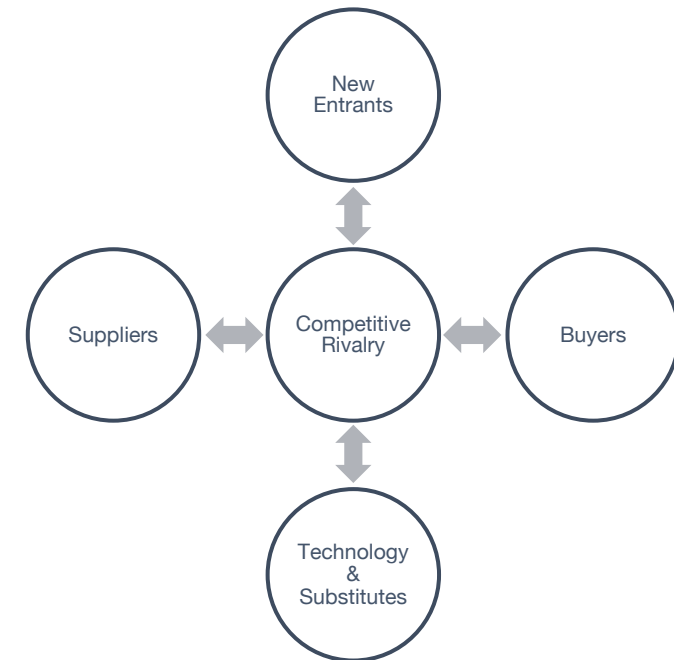 New
Entrants
Suppliers
Competitive
Rivalry
Buyers
Technology
&
Substitutes